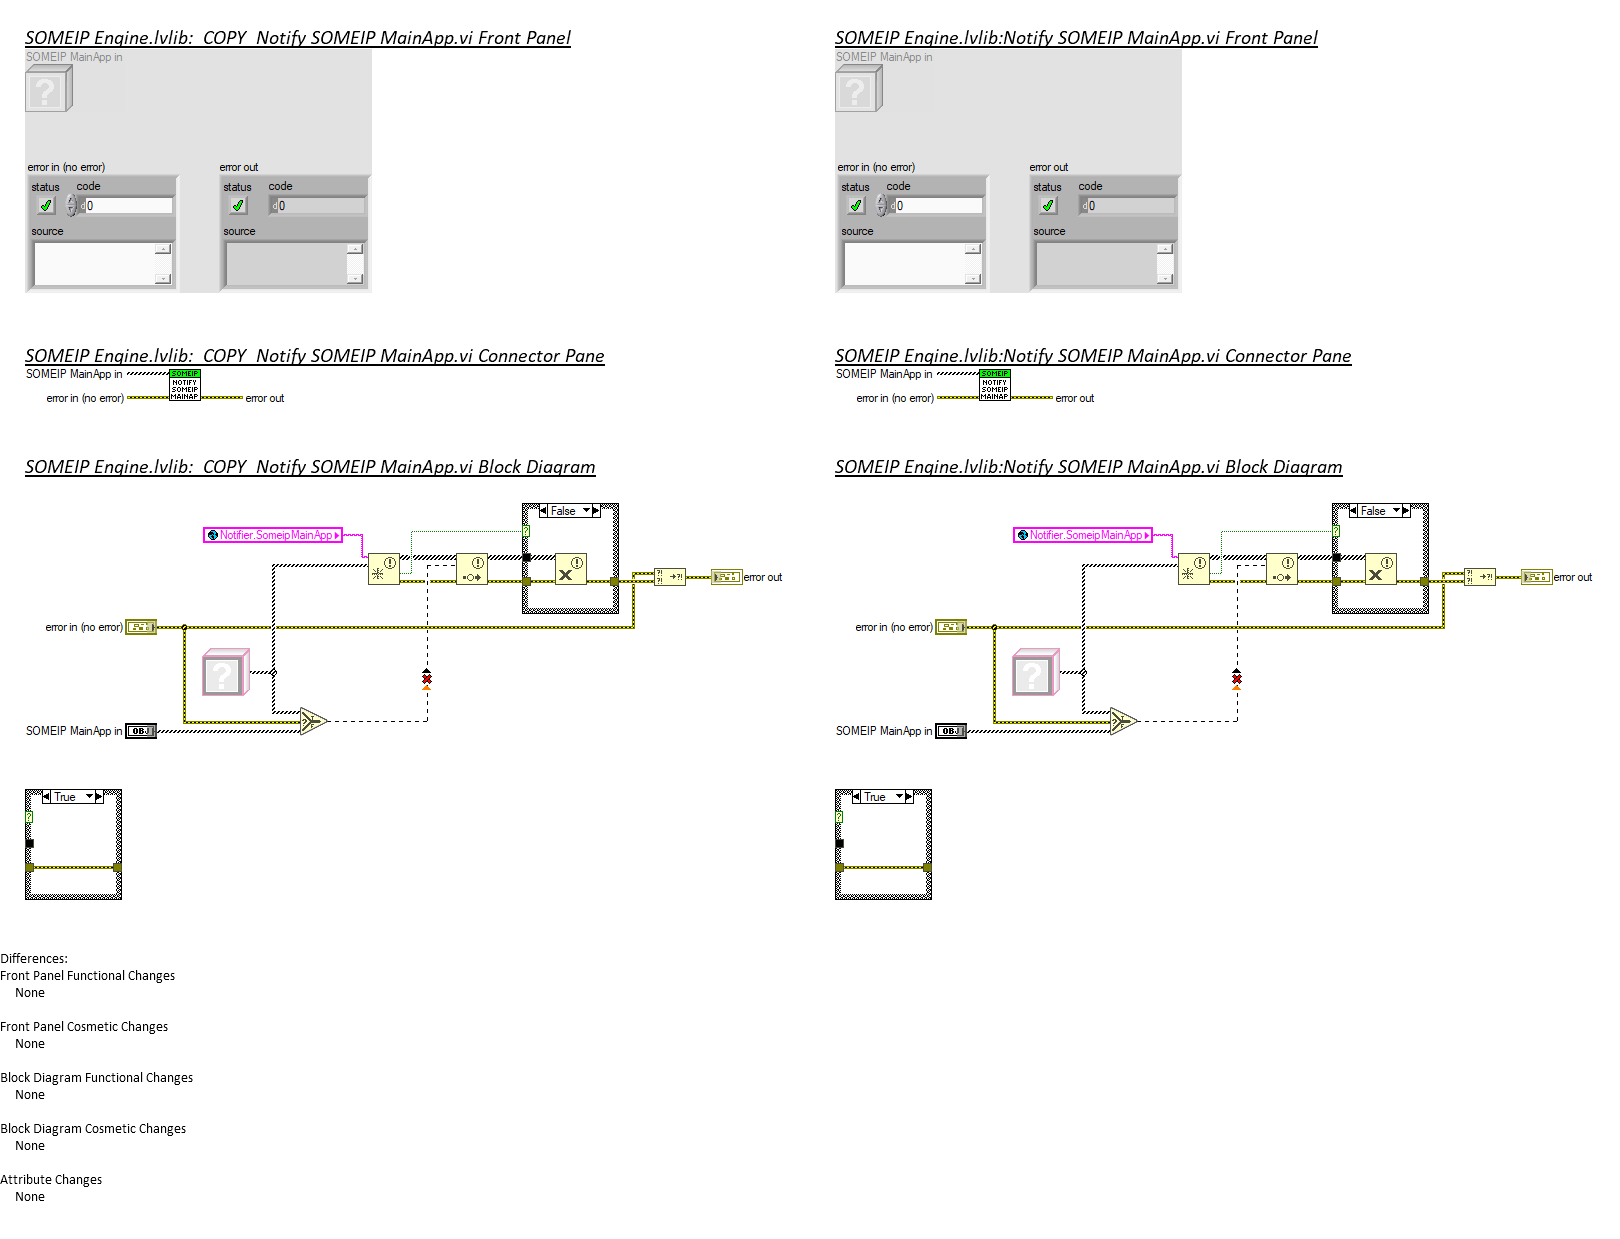 SOMEIP Engine.lvlib:_COPY_Notify SOMEIP MainApp.vi Front Panel
SOMEIP MainApp in
?
error in (no error)
error out
status
code
status
code
d
0
d
0
source
source
SOMEIP Engine.lvlib:Notify SOMEIP MainApp.vi Front Panel
SOMEIP MainApp in
?
error in (no error)
error out
status
code
status
code
d
0
d
0
source
source
SOMEIP Engine.lvlib:_COPY_Notify SOMEIP MainApp.vi Connector Pane
SOMEIP MainApp in
SOMEIP
NOTIFY
SOMEIP
MAINAP
error in (no error)
error out
SOMEIP Engine.lvlib:Notify SOMEIP MainApp.vi Connector Pane
SOMEIP MainApp in
SOMEIP
NOTIFY
SOMEIP
MAINAP
error in (no error)
error out
SOMEIP Engine.lvlib:_COPY_Notify SOMEIP MainApp.vi Block Diagram
False
Notifier.SomeipMainApp
?
error out
error in (no error)
?
SOMEIP MainApp in
OBJ
?
T
F
True
?
SOMEIP Engine.lvlib:Notify SOMEIP MainApp.vi Block Diagram
False
Notifier.SomeipMainApp
?
error out
error in (no error)
?
SOMEIP MainApp in
OBJ
?
T
F
True
?
Differences:
Front Panel Functional Changes
None
Front Panel Cosmetic Changes
None
Block Diagram Functional Changes
None
Block Diagram Cosmetic Changes
None
Attribute Changes
None